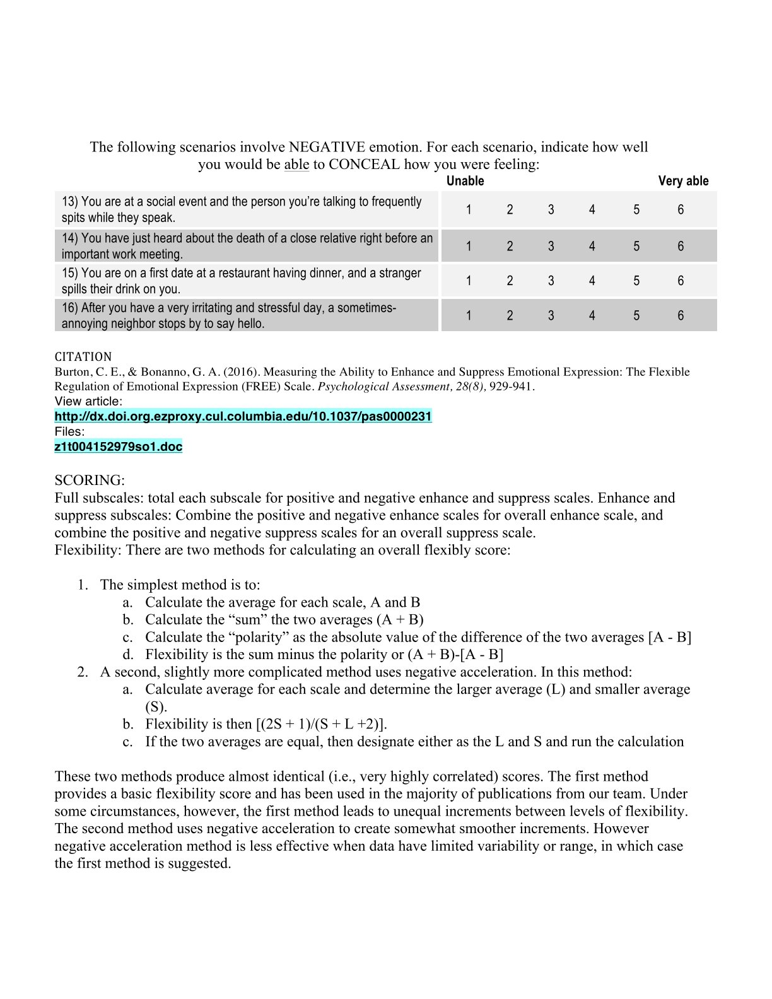 The following scenarios involve NEGATIVE emotion. For each scenario, indicate how well
you would be able to CONCEAL how you were feeling:
Unable Very able
13) You are at a social event and the person you’re talking to frequently
spits while they speak.
1 2 3 4 5 6
14) You have just heard about the death of a close relative right before an
important work meeting.
1 2 3 4 5 6
15) You are on a first date at a restaurant having dinner, and a stranger
spills their drink on you.
1 2 3 4 5 6
16) After you have a very irritating and stressful day, a sometimes-
annoying neighbor stops by to say hello.
1 2 3 4 5 6
CITATION
Burton, C. E., & Bonanno, G. A. (2016). Measuring the Ability to Enhance and Suppress Emotional Expression: The Flexible
Regulation of Emotional Expression (FREE) Scale. Psychological Assessment, 28(8), 929-941.
View article:
http://dx.doi.org.ezproxy.cul.columbia.edu/10.1037/pas0000231
Files:
z1t004152979so1.doc
SCORING:
Full subscales: total each subscale for positive and negative enhance and suppress scales. Enhance and
suppress subscales: Combine the positive and negative enhance scales for overall enhance scale, and
combine the positive and negative suppress scales for an overall suppress scale.
Flexibility: There are two methods for calculating an overall flexibly score:
1. The simplest method is to:
a. Calculate the average for each scale, A and B
b. Calculate the “sum” the two averages (A + B)
c. Calculate the “polarity” as the absolute value of the difference of the two averages [A - B]
d. Flexibility is the sum minus the polarity or (A + B)-[A - B]
2. A second, slightly more complicated method uses negative acceleration. In this method:
a. Calculate average for each scale and determine the larger average (L) and smaller average
(S).
b. Flexibility is then [(2S + 1)/(S + L +2)].
c. If the two averages are equal, then designate either as the L and S and run the calculation
These two methods produce almost identical (i.e., very highly correlated) scores. The first method
provides a basic flexibility score and has been used in the majority of publications from our team. Under
some circumstances, however, the first method leads to unequal increments between levels of flexibility.
The second method uses negative acceleration to create somewhat smoother increments. However
negative acceleration method is less effective when data have limited variability or range, in which case
the first method is suggested.